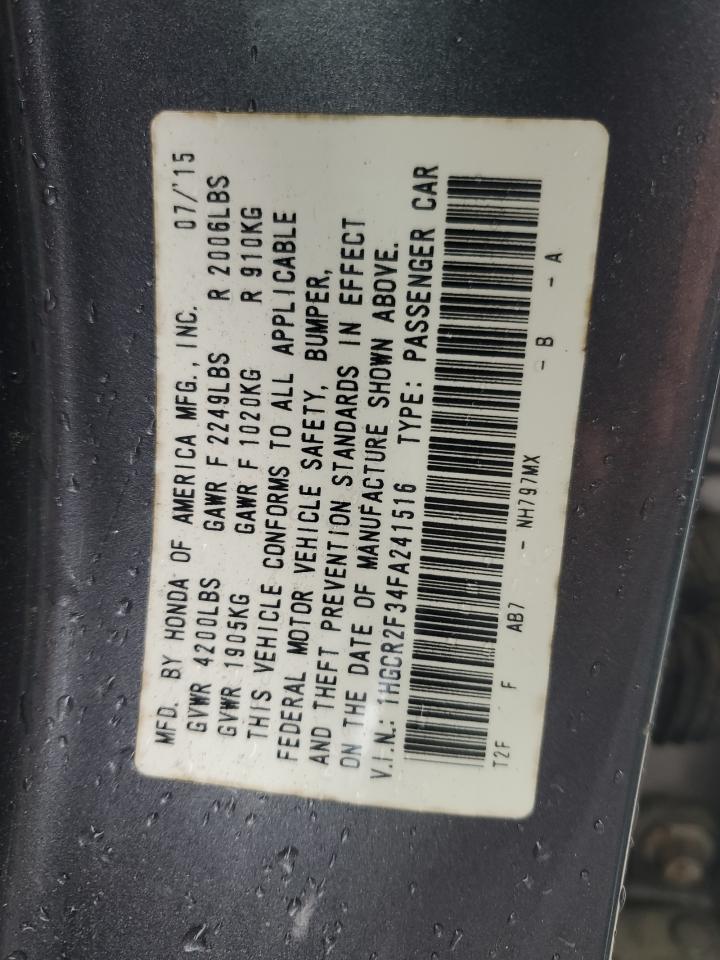 MFD. BY HONDA OF AMERICA MFG., INC. 07/'15
GVWR 4200LBS GAWR F 2249LBS R 2006LBS
GVWR 1905KG GAWR F 1020KG R 910KG
THIS VEHICLE CONFORMS TO ALL APPLICABLE
FEDERAL MOTOR VEHICLE SAFETY, BUMPER,
AND THEFT PREVENTION STANDARDS IN EFFECT
ON THE DATE OF MANUFACTURE SHOWN ABOVE.
V.I.N.: 1HGCR2F34FA241516 TYPE: PASSENGER CAR
T2F F AB7 - NH797MX - B - A